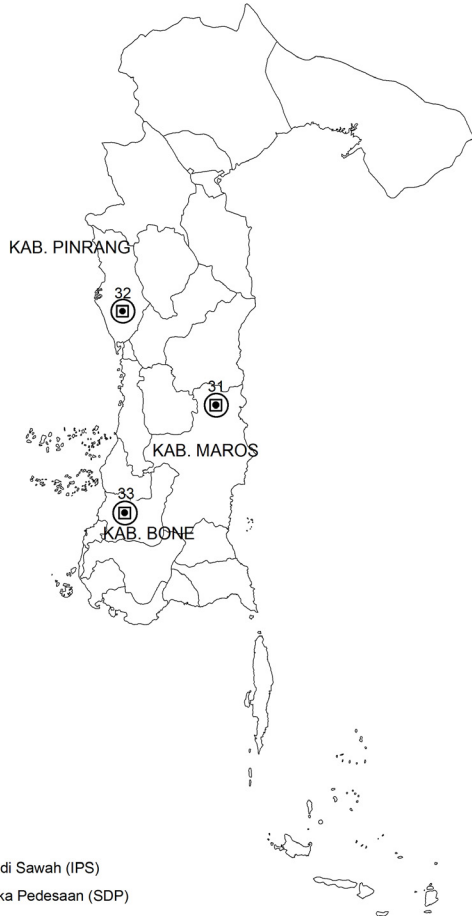 KAB. PINRANG
32
31
KAB. MAROS
33
KAB. BONE
di Sawah (IPS)
ka Pedesaan (SDP)